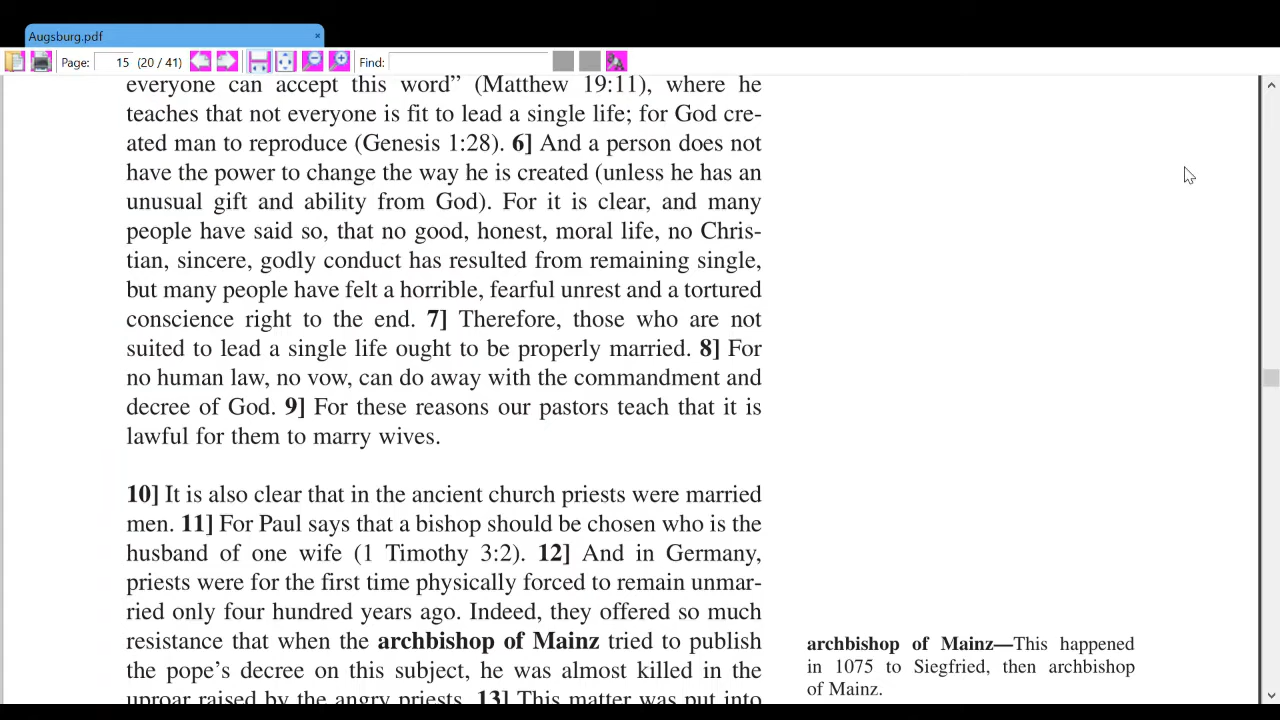 Augsburg.pdf
×
Page: 15 (20 / 41) Find:
everyone can accept this word” (Matthew 19:11), where he
teaches that not everyone is fit to lead a single life; for God cre-
ated man to reproduce (Genesis 1:28). 6] And a person does not
have the power to change the way he is created (unless he has an
unusual gift and ability from God). For it is clear, and many
people have said so, that no good, honest, moral life, no Chris-
tian, sincere, godly conduct has resulted from remaining single,
but many people have felt a horrible, fearful unrest and a tortured
conscience right to the end. 7] Therefore, those who are not
suited to lead a single life ought to be properly married. 8] For
no human law, no vow, can do away with the commandment and
decree of God. 9] For these reasons our pastors teach that it is
lawful for them to marry wives.
10] It is also clear that in the ancient church priests were married
men. 11] For Paul says that a bishop should be chosen who is the
husband of one wife (1 Timothy 3:2). 12] And in Germany,
priests were for the first time physically forced to remain unmar-
ried only four hundred years ago. Indeed, they offered so much
resistance that when the archbishop of Mainz tried to publish
the pope’s decree on this subject, he was almost killed in the
uproar raised by the angry priests. 13] This matter was put into
archbishop of Mainz—This happened
in 1075 to Siegfried, then archbishop
of Mainz.